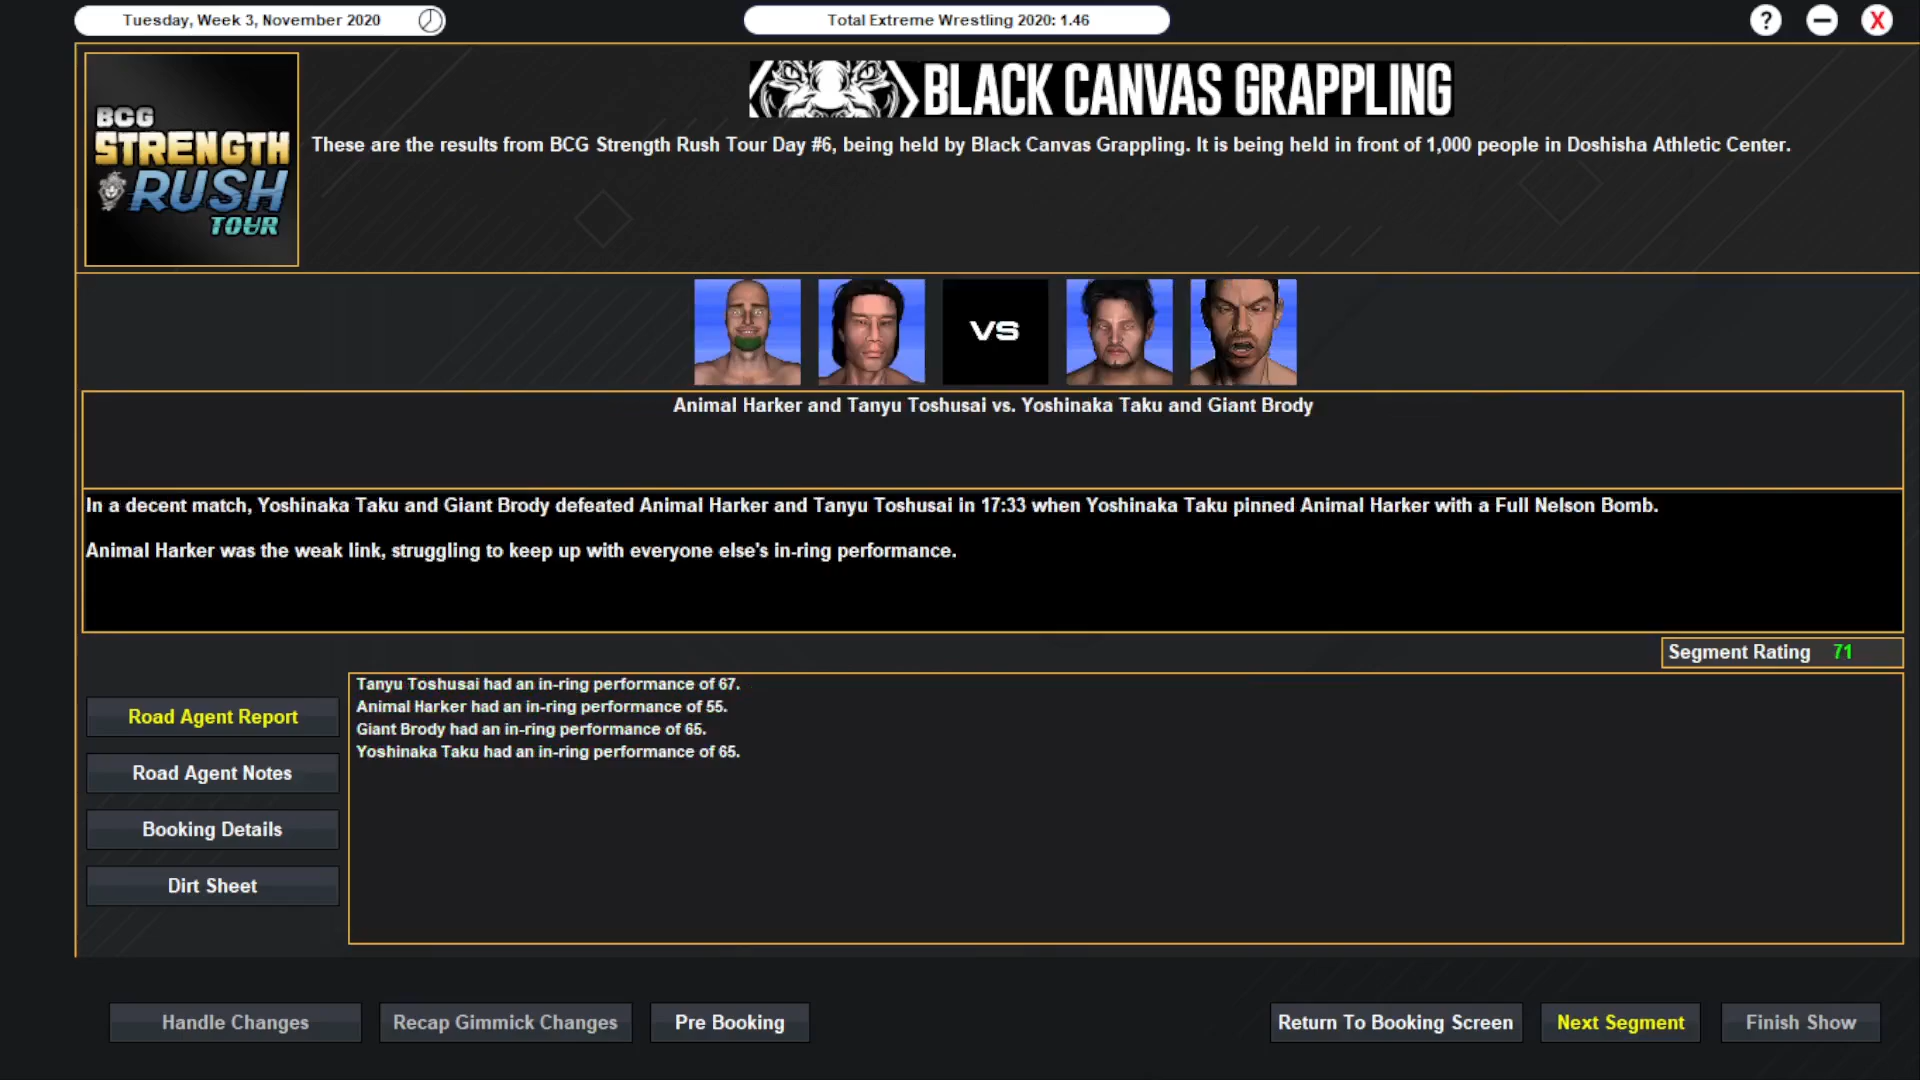 Tuesday, Week 3, November 2020
Total Extreme Wrestling 2020: 1.46
?
X
BCG
STRENGTH
RUSH
TOUR
BLACK CANVAS GRAPPLING
These are the results from BCG Strength Rush Tour Day #6, being held by Black Canvas Grappling. It is being held in front of 1,000 people in Doshisha Athletic Center.
VS
Animal Harker and Tanyu Toshusai vs. Yoshinaka Taku and Giant Brody
In a decent match, Yoshinaka Taku and Giant Brody defeated Animal Harker and Tanyu Toshusai in 17:33 when Yoshinaka Taku pinned Animal Harker with a Full Nelson Bomb.
Animal Harker was the weak link, struggling to keep up with everyone else's in-ring performance.
Segment Rating 71
Road Agent Report
Road Agent Notes
Booking Details
Dirt Sheet
Tanyu Toshusai had an in-ring performance of 67.
Animal Harker had an in-ring performance of 55.
Giant Brody had an in-ring performance of 65.
Yoshinaka Taku had an in-ring performance of 65.
Handle Changes
Recap Gimmick Changes
Pre Booking
Return To Booking Screen
Next Segment
Finish Show